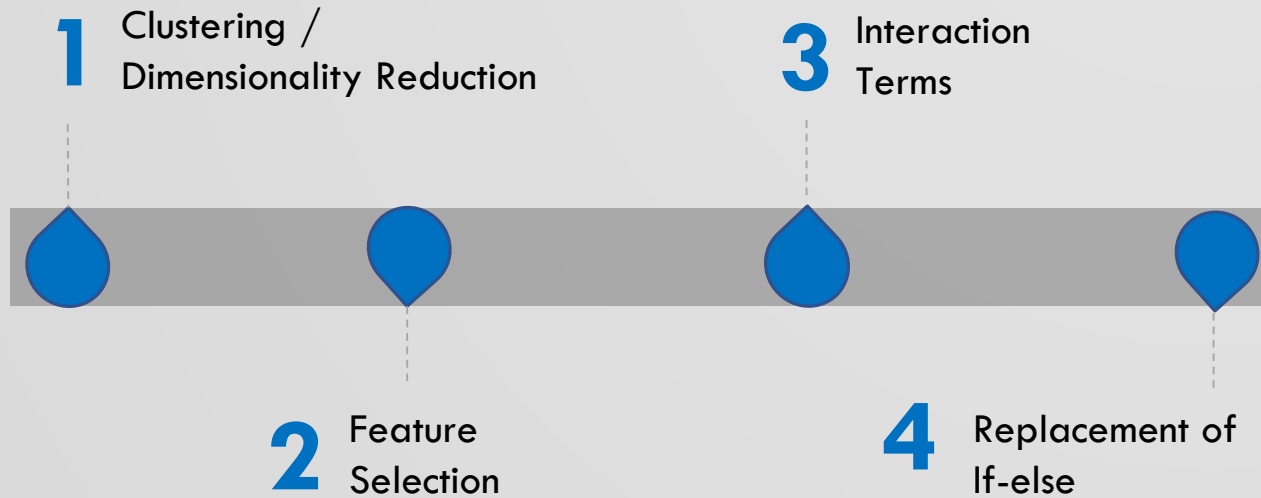 1
Clustering /
Dimensionality Reduction
2
Feature
Selection
3
Interaction
Terms
4
Replacement of
If-else